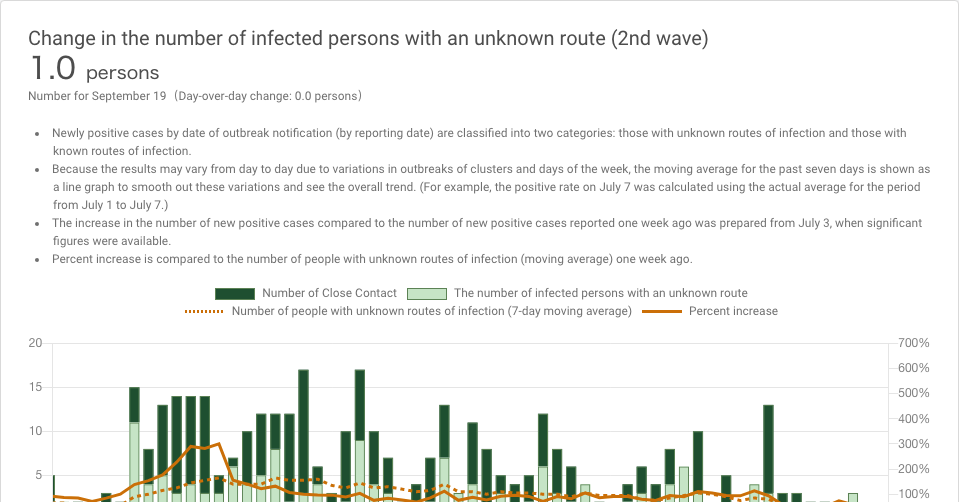 Change in the number of infected persons with an unknown route (2nd wave)
1.0 persons
Number for September 19（Day-over-day change: 0.0 persons）
• Newly positive cases by date of outbreak notification (by reporting date) are classified into two categories: those with unknown routes of infection and those with
known routes of infection.
• Because the results may vary from day to day due to variations in outbreaks of clusters and days of the week, the moving average for the past seven days is shown as
a line graph to smooth out these variations and see the overall trend. (For example, the positive rate on July 7 was calculated using the actual average for the period
from July 1 to July 7.)
• The increase in the number of new positive cases compared to the number of new positive cases reported one week ago was prepared from July 3, when significant
figures were available.
• Percent increase is compared to the number of people with unknown routes of infection (moving average) one week ago.
Number of Close Contact The number of infected persons with an unknown route
Number of people with unknown routes of infection (7-day moving average) Percent increase
20 700%
600%
15 500%
400%
10 300%
5 200%
100%